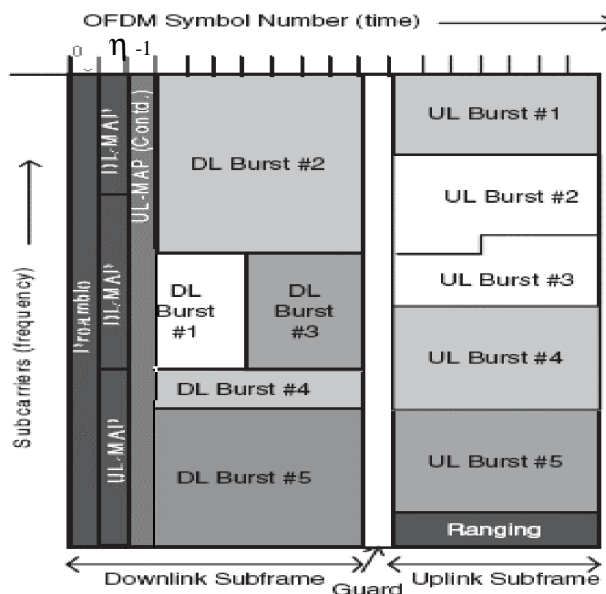 OFDM Symbol Number (time)
0 η -1
Subcarriers (frequency)
Preamble
DL-MAP
DL-MAP
UL-MAP
UL-MAP (Contd.)
DL Burst #2
DL
Burst
#1
DL
Burst
#3
DL Burst #4
DL Burst #5
UL Burst #1
UL Burst #2
UL Burst #3
UL Burst #4
UL Burst #5
Ranging
Downlink Subframe
Guard
Uplink Subframe